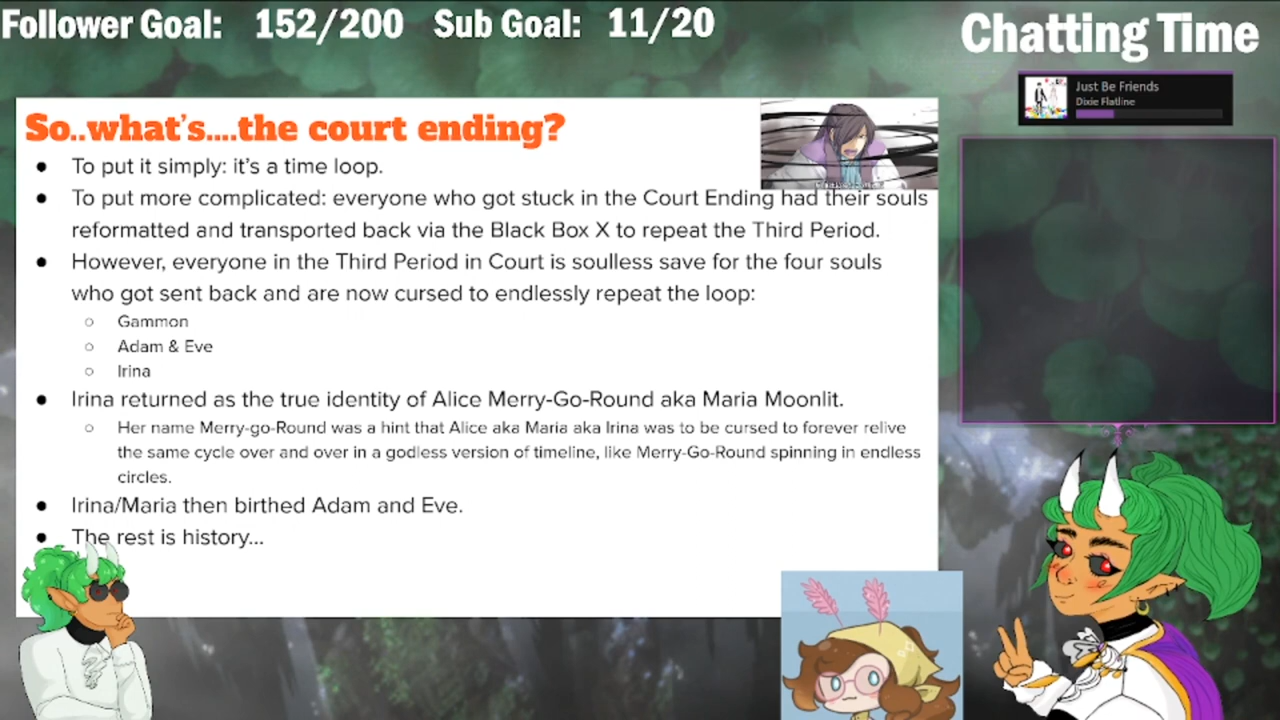 Follower Goal: 152/200 Sub Goal: 11/20
Chatting Time
Just Be Friends
Dixie Flatline
So..what's....the court ending?
● To put it simply: it's a time loop.
● To put more complicated: everyone who got stuck in the Court Ending had their souls
reformatted and transported back via the Black Box X to repeat the Third Period.
● However, everyone in the Third Period in Court is soulless save for the four souls
who got sent back and are now cursed to endlessly repeat the loop:
○ Gammon
○ Adam & Eve
○ Irina
● Irina returned as the true identity of Alice Merry-Go-Round aka Maria Moonlit.
○ Her name Merry-go-Round was a hint that Alice aka Maria aka Irina was to be cursed to forever relive
the same cycle over and over in a godless version of timeline, like Merry-Go-Round spinning in endless
circles.
● Irina/Maria then birthed Adam and Eve.
● The rest is history...